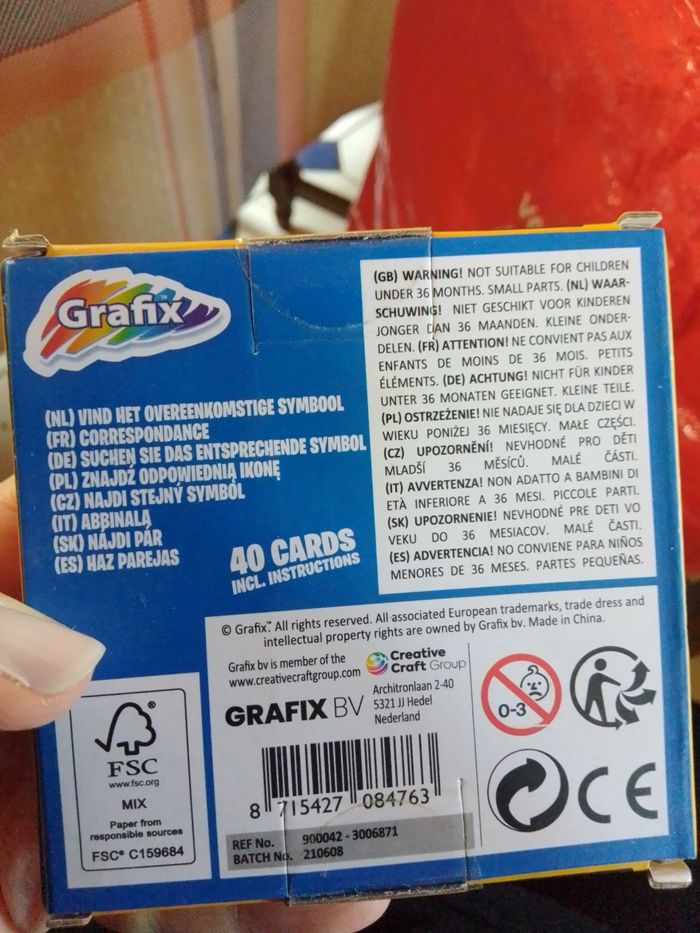 Grafix™
(NL) VIND HET OVEREENKOMSTIGE SYMBOOL
(FR) CORRESPONDANCE
(DE) SUCHEN SIE DAS ENTSPRECHENDE SYMBOL
(PL) ZNAJDŹ ODPOWIEDNIĄ IKONĘ
(CZ) NAJDI STEJNÝ SYMBÓL
(IT) ABBINALA
(SK) NÁJDI PÁR
(ES) HAZ PAREJAS
40 CARDS
INCL. INSTRUCTIONS
(GB) WARNING! NOT SUITABLE FOR CHILDREN
UNDER 36 MONTHS. SMALL PARTS. (NL) WAAR-
SCHUWING! NIET GESCHIKT VOOR KINDEREN
JONGER DAN 36 MAANDEN. KLEINE ONDER-
DELEN. (FR) ATTENTION! NE CONVIENT PAS AUX
ENFANTS DE MOINS DE 36 MOIS. PETITS
ÉLÉMENTS. (DE) ACHTUNG! NICHT FÜR KINDER
UNTER 36 MONATEN GEEIGNET. KLEINE TEILE.
(PL) OSTRZEŻENIE! NIE NADAJE SIĘ DLA DZIECI W
WIEKU PONIŻEJ 36 MIESIĘCY. MAŁE CZĘŚCI.
(CZ) UPOZORNĚNÍ! NEVHODNÉ PRO DĚTI
MLADŠÍ 36 MĚSÍCŮ. MALÉ ČÁSTI.
(IT) AVVERTENZA! NON ADATTO A BAMBINI DI
ETÀ INFERIORE A 36 MESI. PICCOLE PARTI.
(SK) UPOZORNENIE! NEVHODNÉ PRE DETI VO
VEKU DO 36 MESIACOV. MALÉ ČASTI.
(ES) ADVERTENCIA! NO CONVIENE PARA NIÑOS
MENORES DE 36 MESES. PARTES PEQUEÑAS.
© Grafix™ All rights reserved. All associated European trademarks, trade dress and
intellectual property rights are owned by Grafix bv. Made in China.
Grafix bv is member of the
www.creativecraftgroup.com
Creative
Craft Group
GRAFIX BV
Architronlaan 2-40
5321 JJ Hedel
Nederland
8 715427 084763
REF No. 900042 - 3006871
BATCH No. 210608
0-3
CE
FSC
www.fsc.org
MIX
Paper from
responsible sources
FSC® C159684